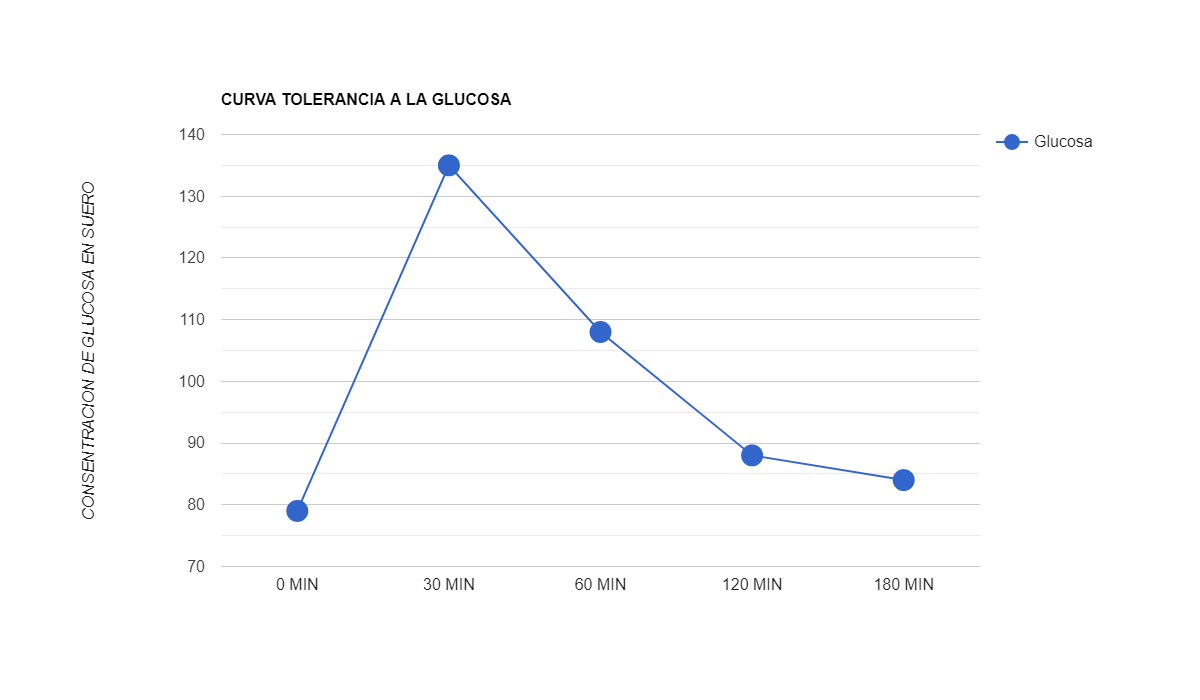 CURVA TOLERANCIA A LA GLUCOSA
CONSENTRACION DE GLUCOSA EN SUERO
140
130
120
110
100
90
80
70
0 MIN
30 MIN
60 MIN
120 MIN
180 MIN
Glucosa